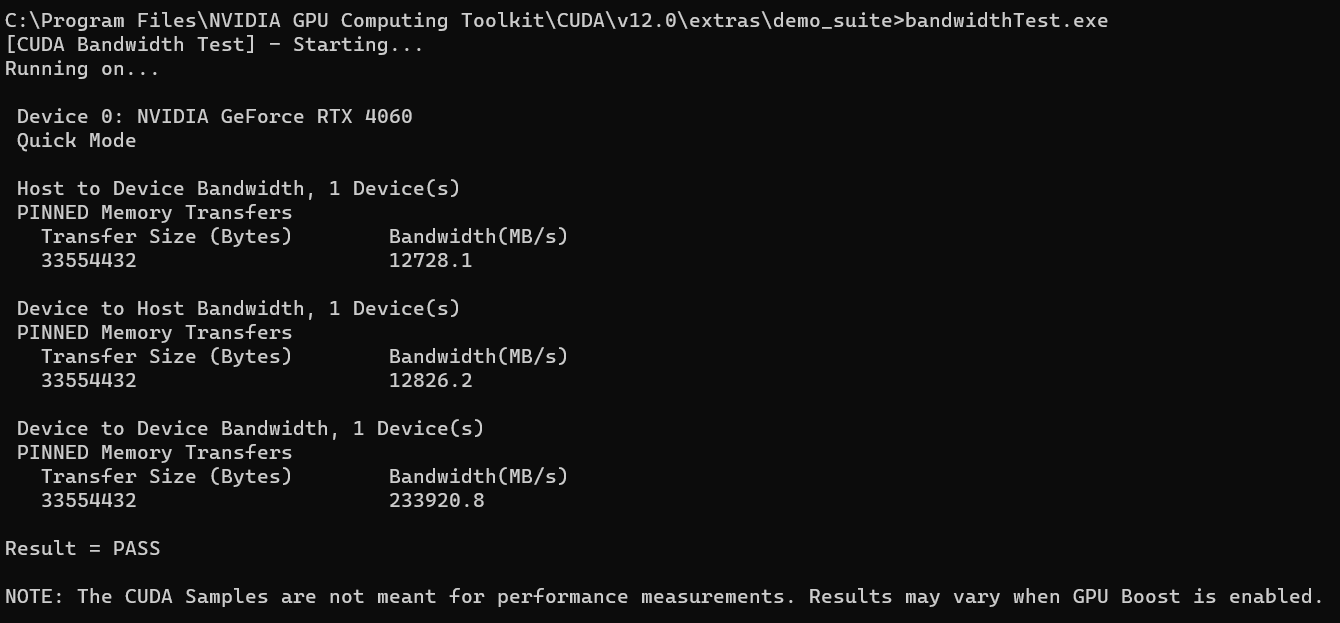 C:\Program Files\NVIDIA GPU Computing Toolkit\CUDA\v12.0\extras\demo_suite>bandwidthTest.exe
[CUDA Bandwidth Test] - Starting...
Running on...
Device 0: NVIDIA GeForce RTX 4060
Quick Mode
Host to Device Bandwidth, 1 Device(s)
PINNED Memory Transfers
Transfer Size (Bytes) Bandwidth(MB/s)
33554432 12728.1
Device to Host Bandwidth, 1 Device(s)
PINNED Memory Transfers
Transfer Size (Bytes) Bandwidth(MB/s)
33554432 12826.2
Device to Device Bandwidth, 1 Device(s)
PINNED Memory Transfers
Transfer Size (Bytes) Bandwidth(MB/s)
33554432 233920.8
Result = PASS
NOTE: The CUDA Samples are not meant for performance measurements. Results may vary when GPU Boost is enabled.